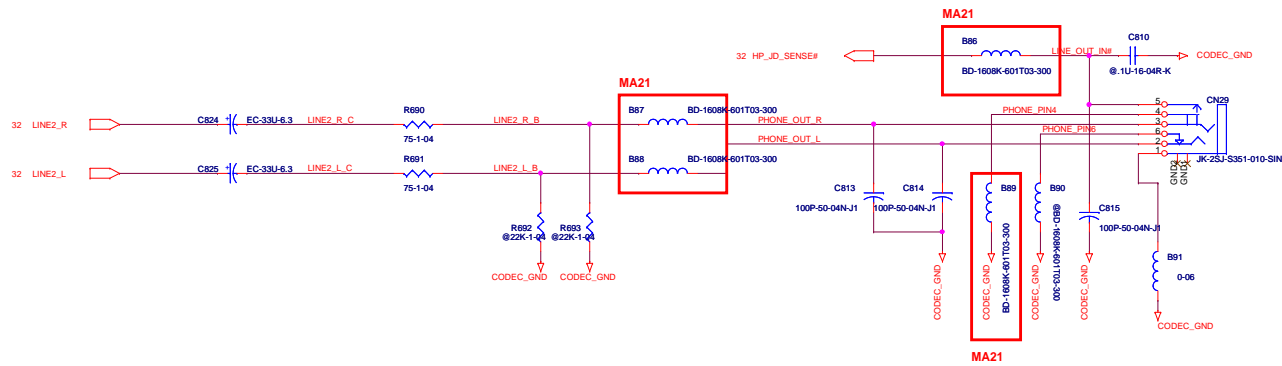 MA21
B86
C810
32 HP_JD_SENSE#
LINE_OUT_IN#
CODEC_GND
BD-1608K-601T03-300
@.1U-16-04R-K
MA21
CN29
B87
BD-1608K-601T03-300
PHONE_PIN4
R690
5
4
32 LINE2_R
C824
EC-33U-6.3
LINE2_R_C
LINE2_R_B
PHONE_OUT_R
3
75-1-04
PHONE_PIN6
6
PHONE_OUT_L
2
R691
1
B88
BD-1608K-601T03-300
JK-2SJ-S351-010-SIN
32 LINE2_L
C825
EC-33U-6.3
LINE2_L_C
LINE2_L_B
GND2
GND1
75-1-04
C813
C814
B89
B90
100P-50-04N-J1
100P-50-04N-J1
C815
100P-50-04N-J1
R692
R693
@22K-1-04
@22K-1-04
BD-1608K-601T03-300
@BD-1608K-601T03-300
B91
0-06
CODEC_GND
CODEC_GND
CODEC_GND
CODEC_GND
CODEC_GND
CODEC_GND
CODEC_GND
MA21